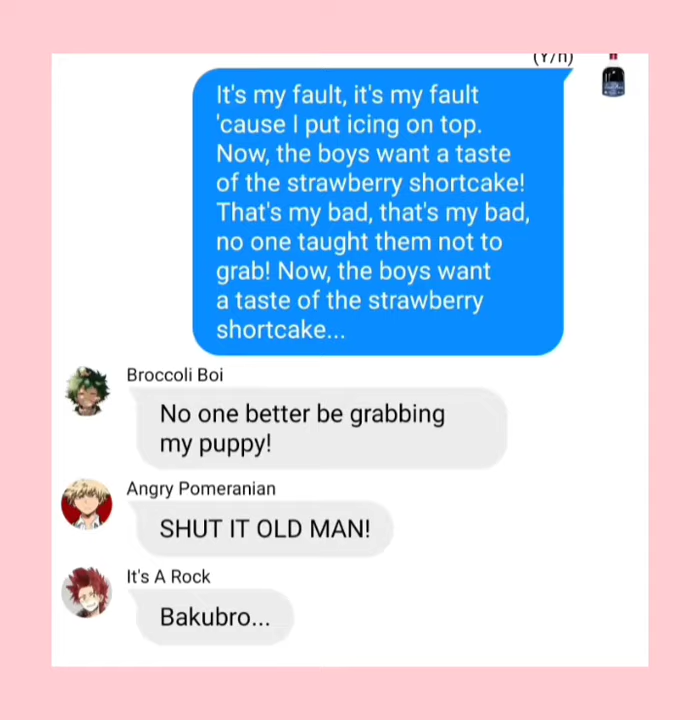 (Y/n)
It's my fault, it's my fault
'cause I put icing on top.
Now, the boys want a taste
of the strawberry shortcake!
That's my bad, that's my bad,
no one taught them not to
grab! Now, the boys want
a taste of the strawberry
shortcake...
Broccoli Boi
No one better be grabbing
my puppy!
Angry Pomeranian
SHUT IT OLD MAN!
It's A Rock
Bakubro...